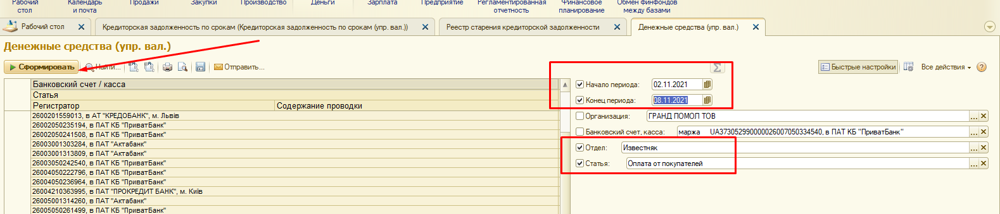 Рабочий стол
Календарь и почта
Продажи
Закупки
Производство
Деньги
Зарплата
Предприятие
Регламентированная отчетность
Финансовое планирование
Обмен финфондов между базами
Рабочий стол
Кредиторская задолженность по срокам (Кредиторская задолженность по срокам (упр. вал.))
Реестр старения кредиторской задолженности
Денежные средства (упр. вал.)
Денежные средства (упр. вал.)
Сформировать
Найти...
Отправить...
Σ
Быстрые настройки
Все действия
?
Банковский счет / касса
Статья
Регистратор
Содержание проводки
2600201559013, в АТ "КРЕДОБАНК", м. Львів
26002050235194, в ПАТ КБ "ПриватБанк"
26002050241508, в ПАТ КБ "ПриватБанк"
26003001303284, в ПАТ "Актабанк"
26003001313809, в ПАТ "Актабанк"
26003050242540, в ПАТ КБ "ПриватБанк"
26004050222796, в ПАТ КБ "ПриватБанк"
26004050236964, в ПАТ КБ "ПриватБанк"
26004210363995, в ПАТ "ПРОКРЕДИТ БАНК", м. Київ
26005001314260, в ПАТ "Актабанк"
26005050261499, в ПАТ КБ "ПриватБанк"
Начало периода: 02.11.2021
Конец периода: 08.11.2021
Организация: ГРАНД ПОМОЛ ТОВ
Банковский счет, касса: маржа UA373052990000026007050334540, в ПАТ КБ "ПриватБанк"
Отдел: Известняк
Статья: Оплата от покупателей